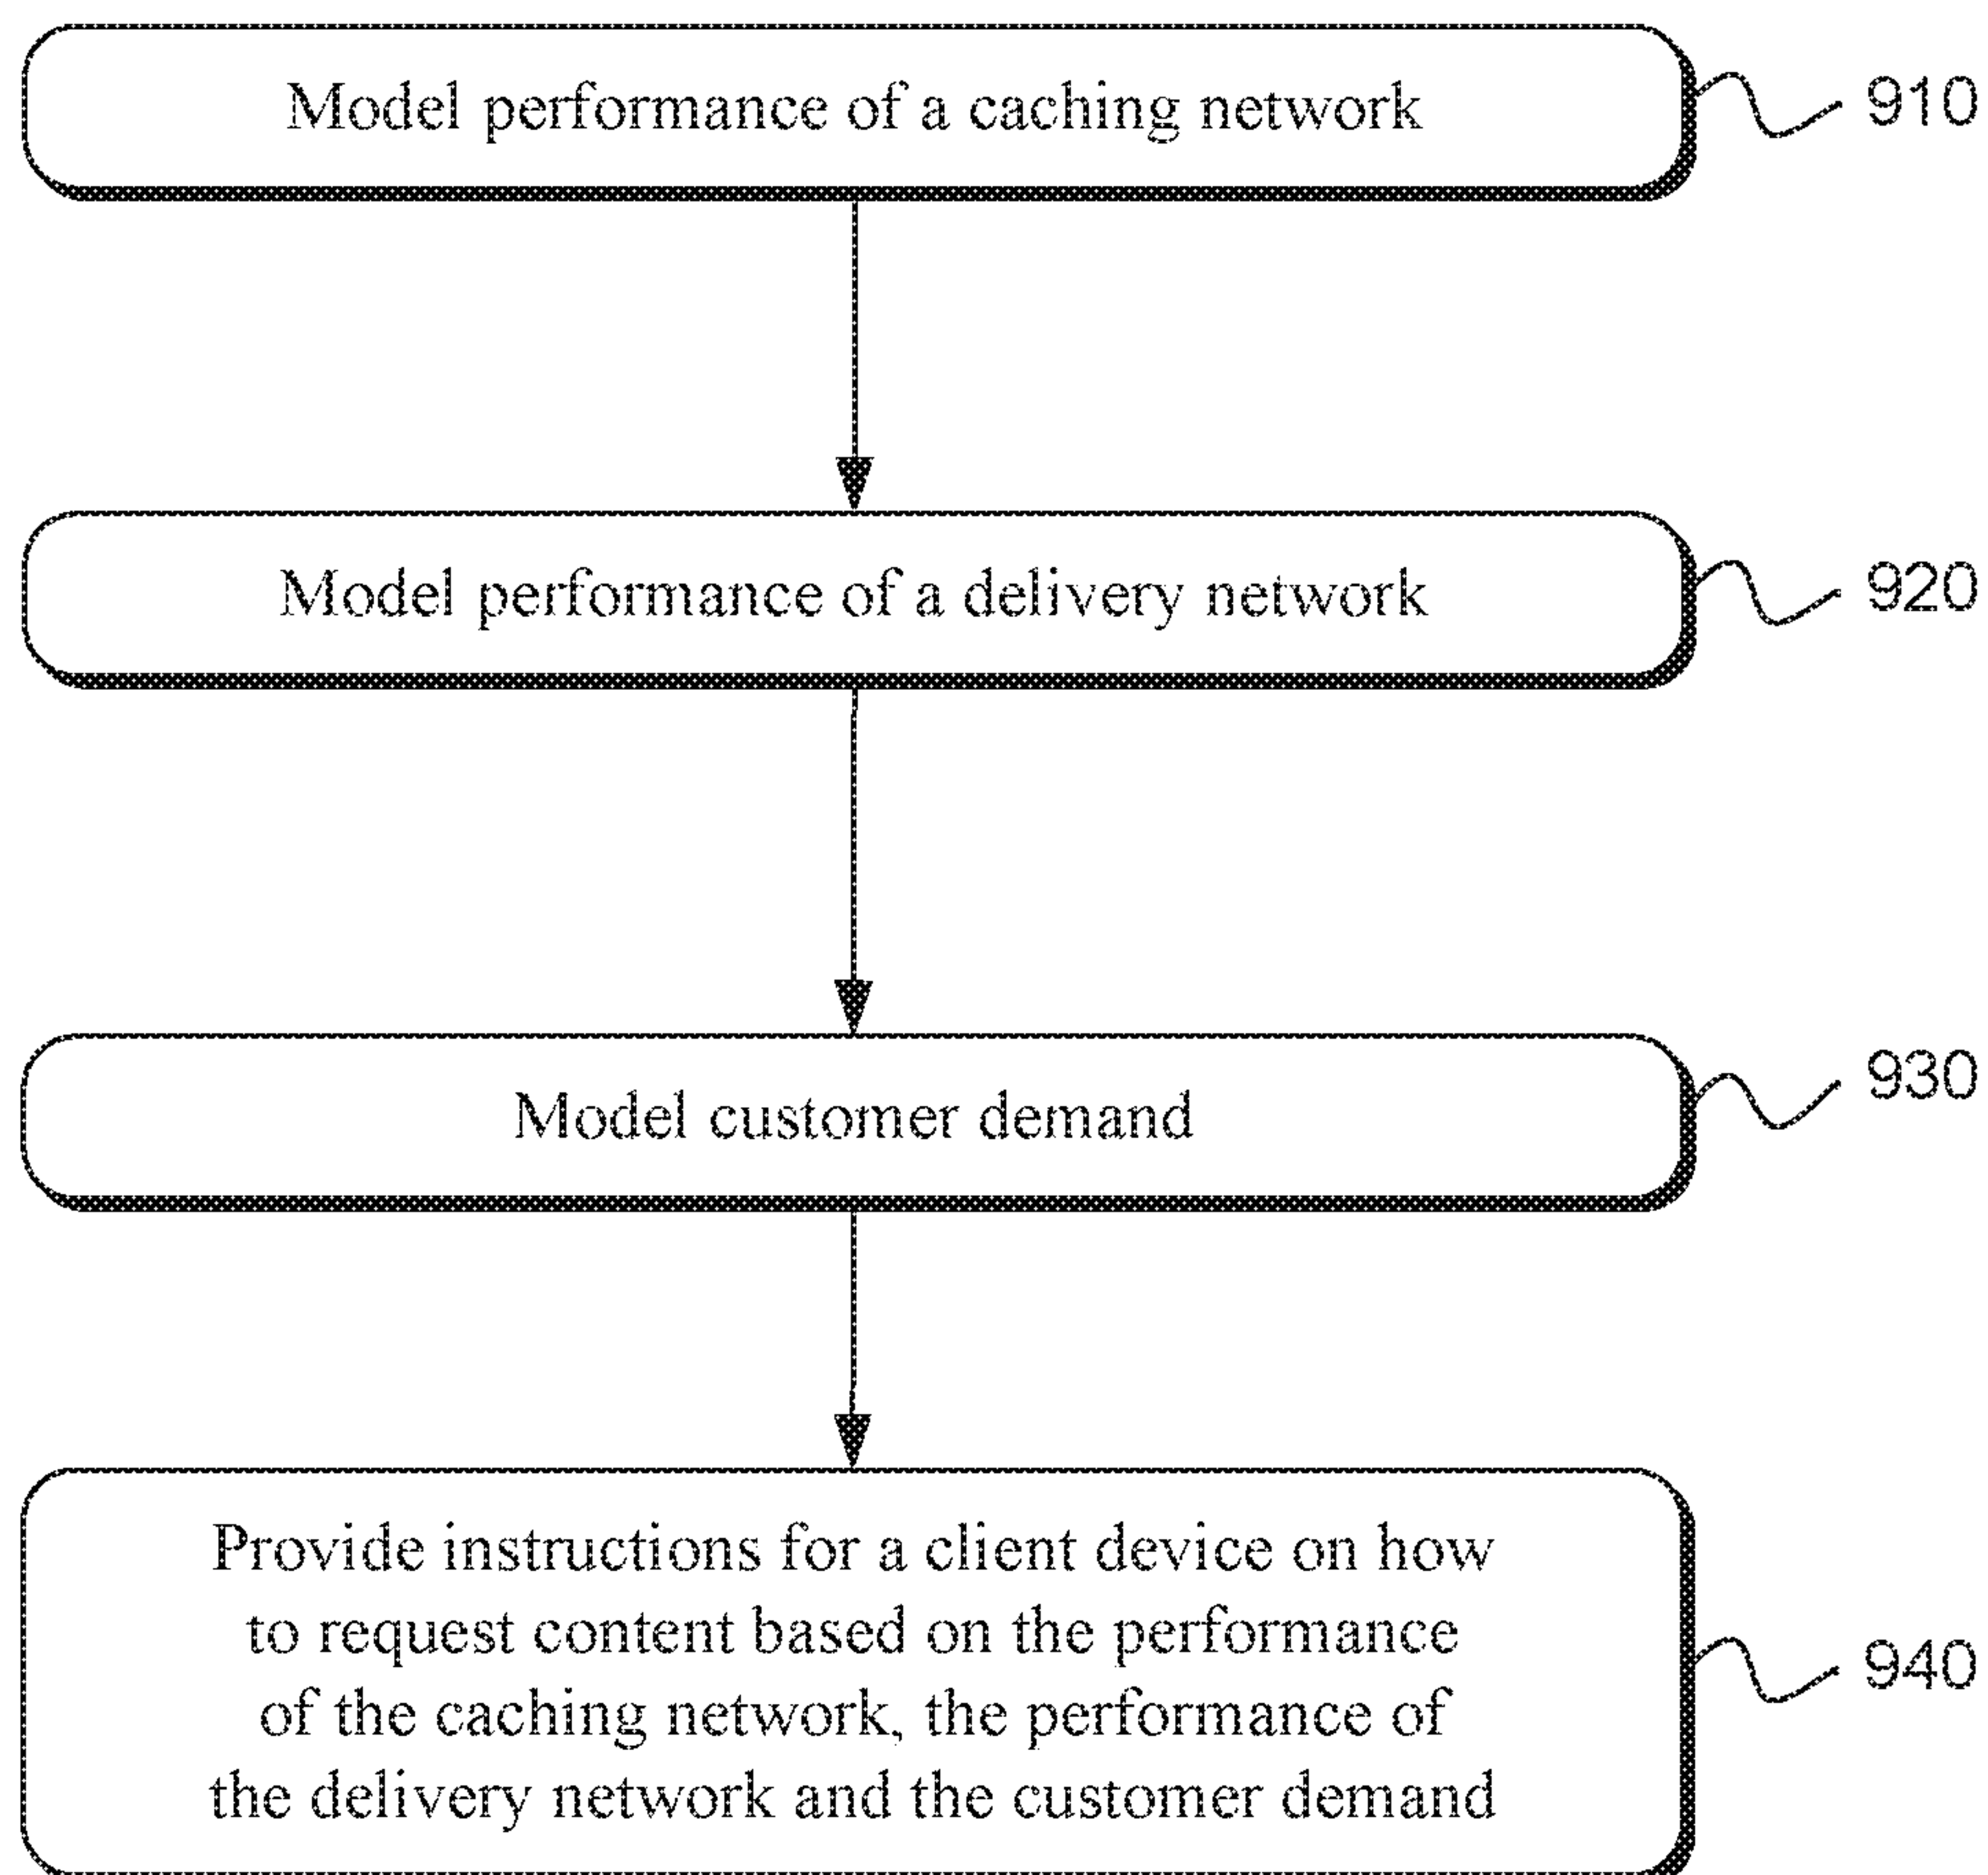 Model performance of a caching network
910
Model performance of a delivery network
920
Model customer demand
930
Provide instructions for a client device on how
to request content based on the performance
of the caching network, the performance of
the delivery network and the customer demand
940